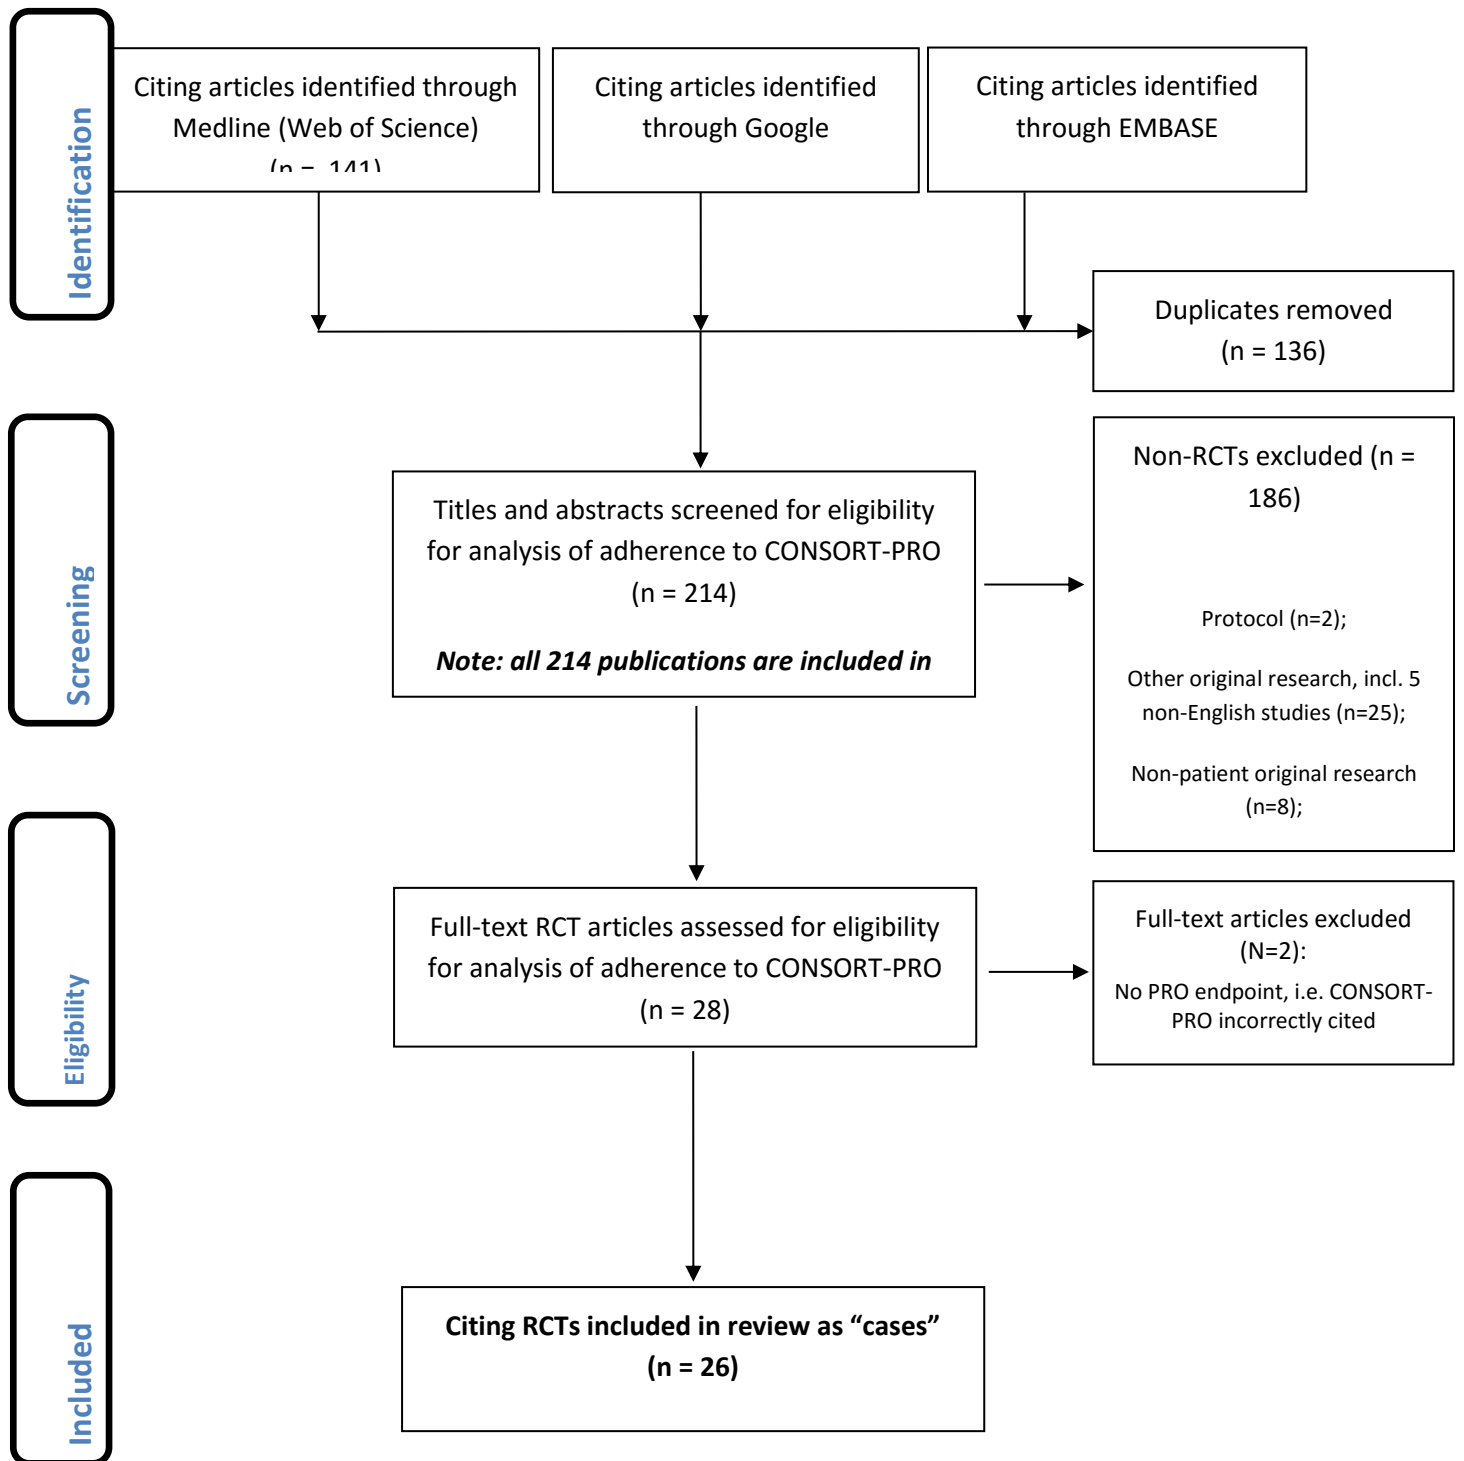 Identification
Citing articles identified through
Medline (Web of Science)
(n = 141)
Citing articles identified
through Google
Citing articles identified
through EMBASE
Duplicates removed
(n = 136)
Screening
Titles and abstracts screened for eligibility
for analysis of adherence to CONSORT-PRO
(n = 214)
Note: all 214 publications are included in
Non-RCTs excluded (n =
186)
Protocol (n=2);
Other original research, incl. 5
non-English studies (n=25);
Non-patient original research
(n=8);
Eligibility
Full-text RCT articles assessed for eligibility
for analysis of adherence to CONSORT-PRO
(n = 28)
Full-text articles excluded
(N=2):
No PRO endpoint, i.e. CONSORT-
PRO incorrectly cited
Included
Citing RCTs included in review as “cases”
(n = 26)